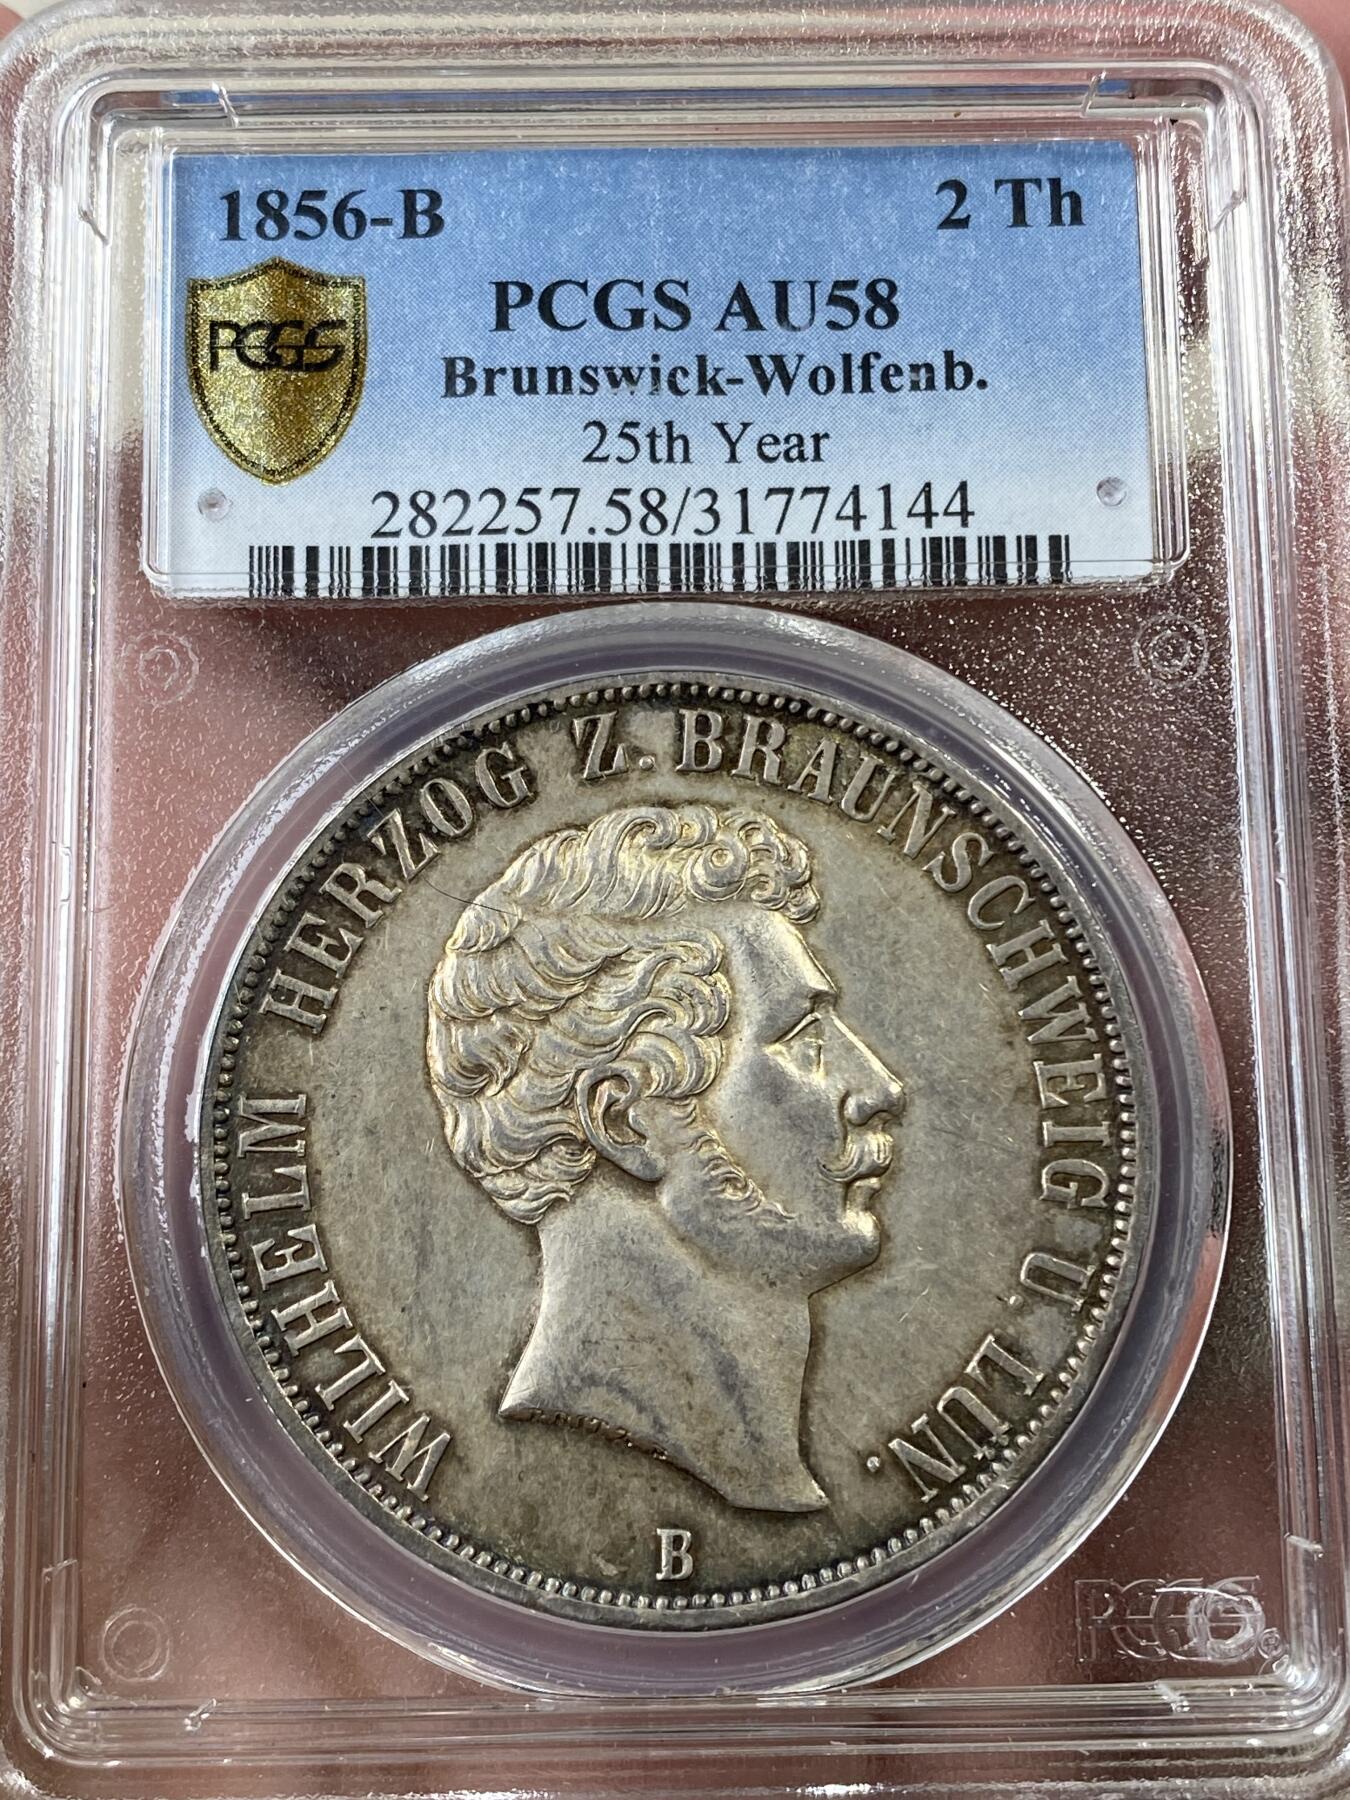 1856-B 2 Th
PCGS PCGS AU58
Brunswick-Wolfenb.
25th Year
282257.58/31774144
WILHELM HERZOG Z. BRAUNSCHWEIG U. LÜN.
B
PCGS